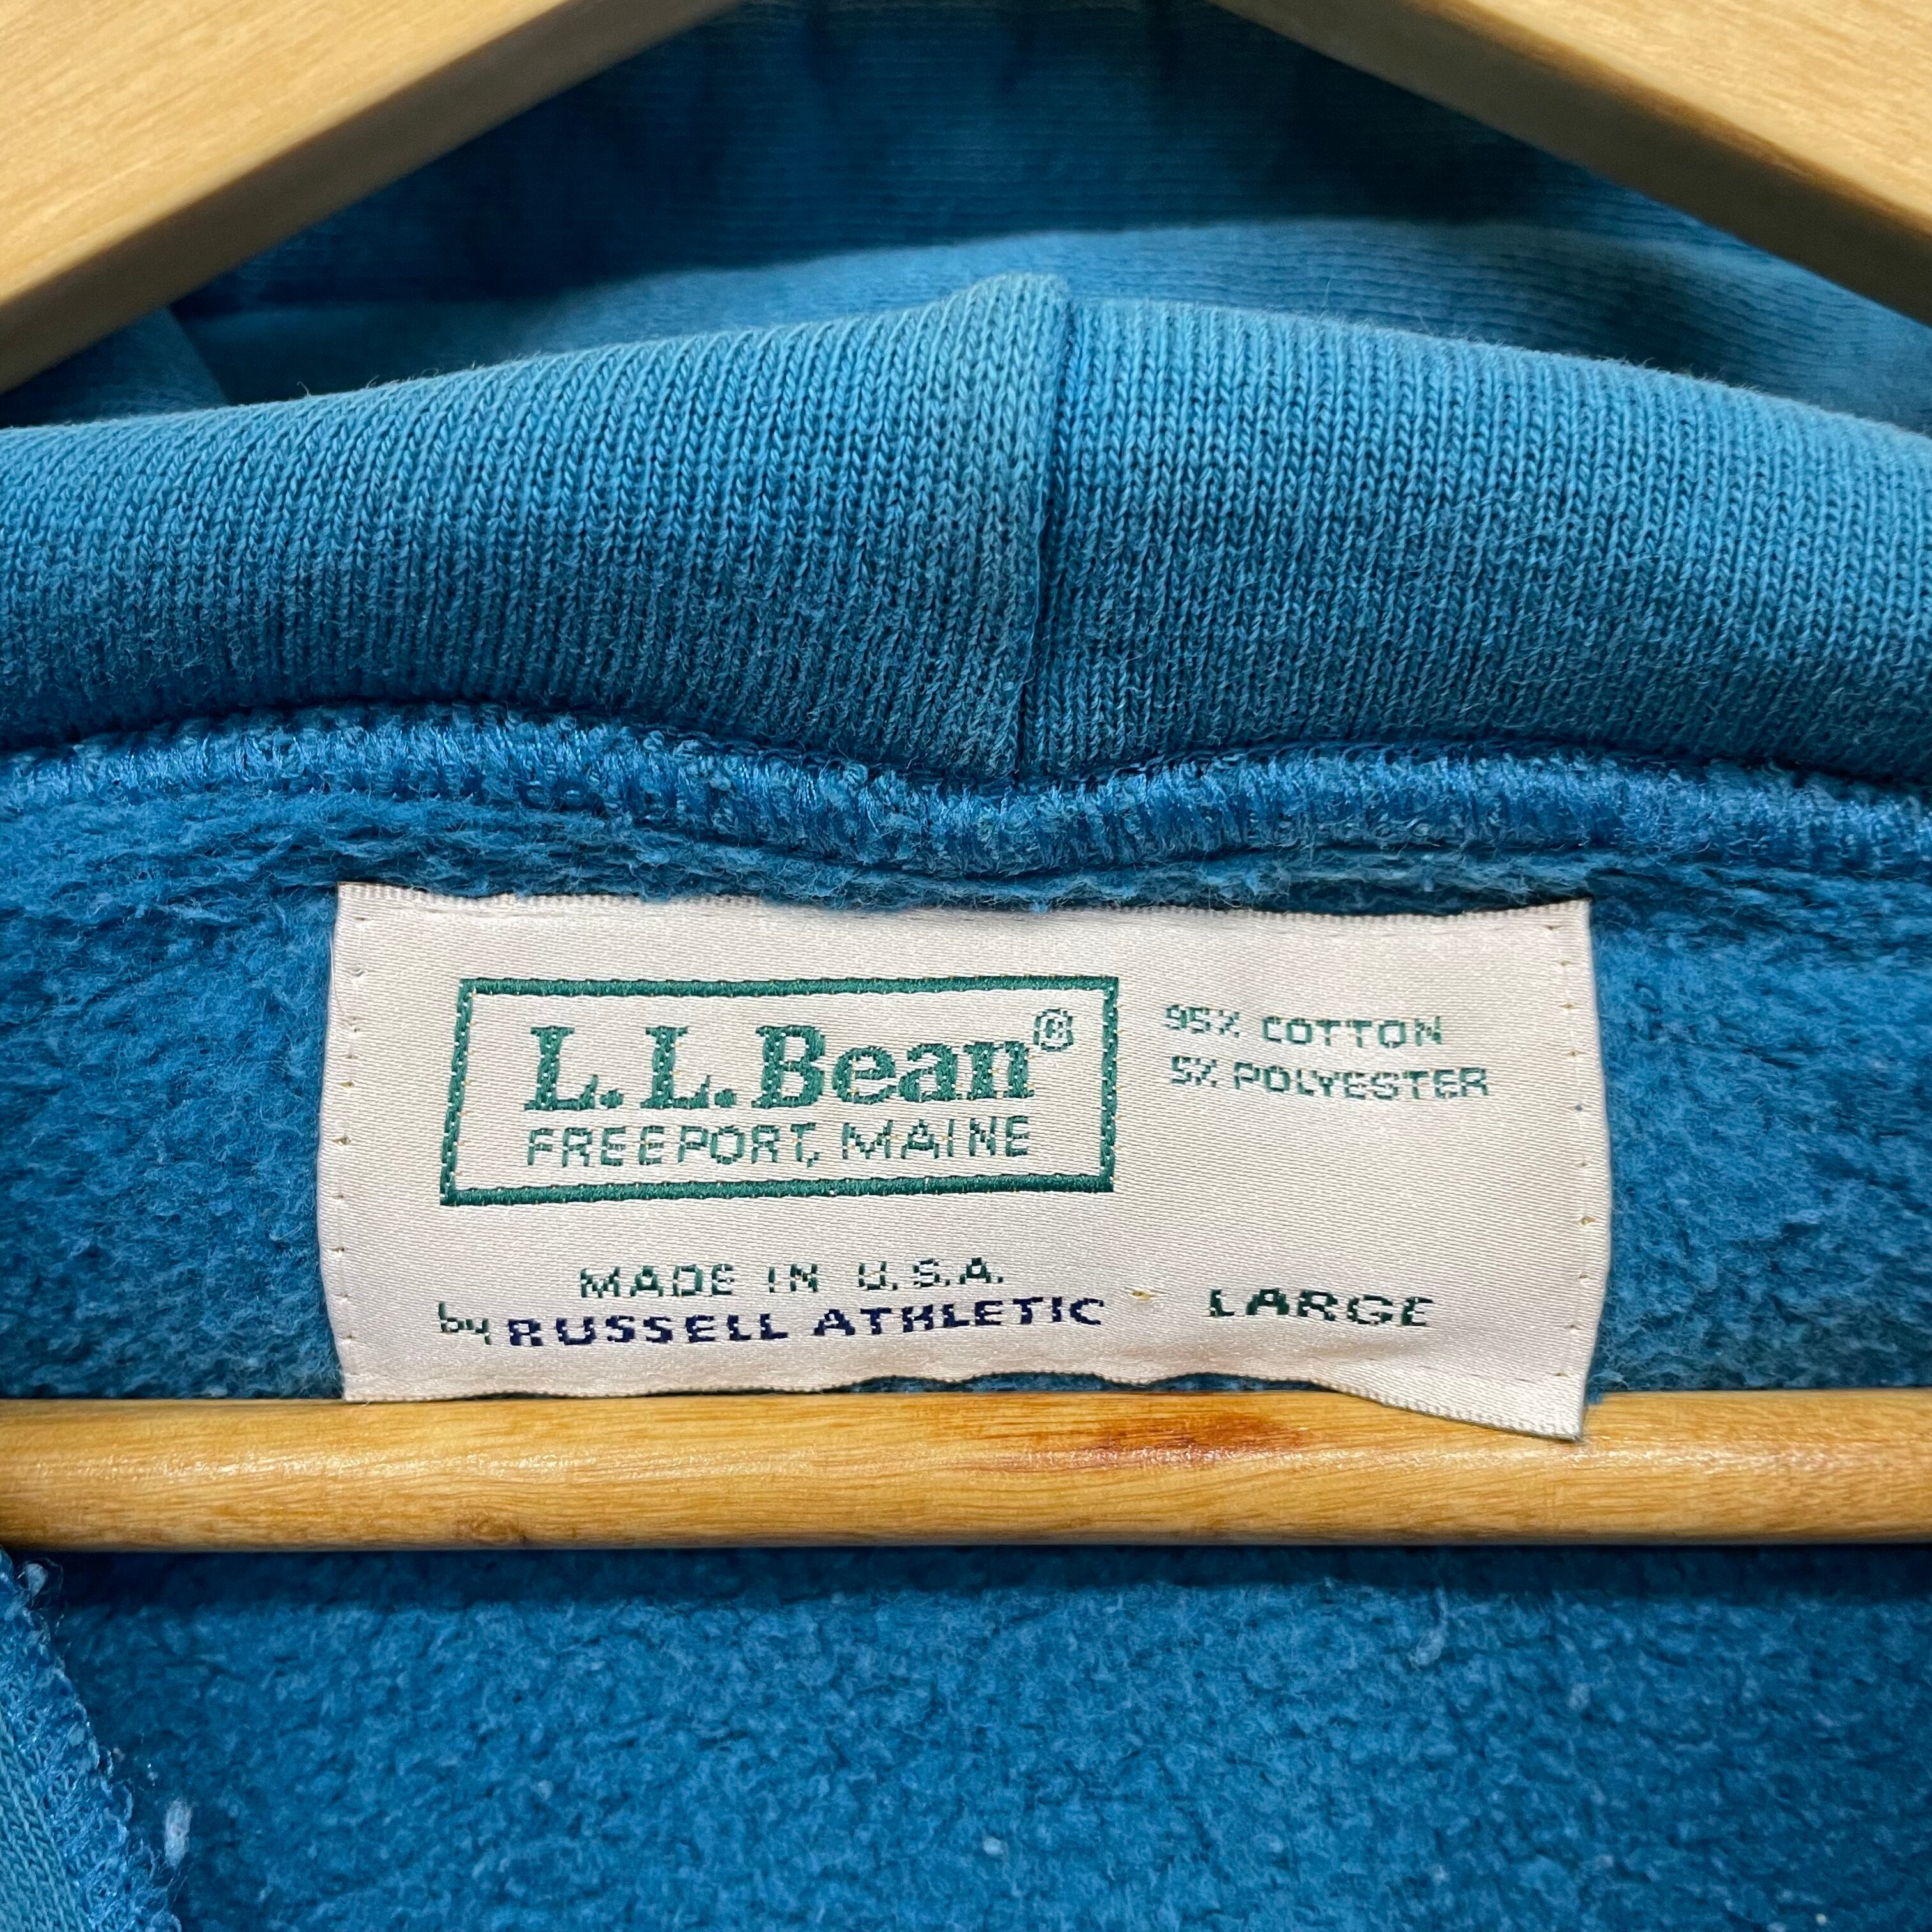 L.L.Bean®
FREEPORT, MAINE
95% COTTON
5% POLYESTER
MADE IN U.S.A.
by RUSSELL ATHLETIC
LARGE